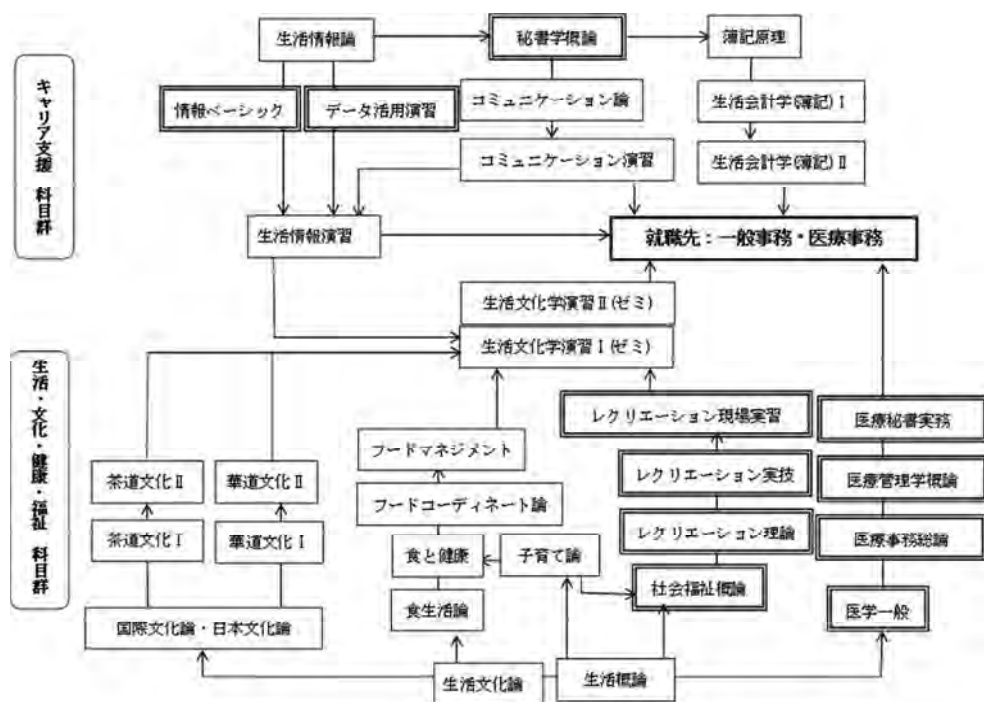 キャリア支援 科目群
生活情報論
秘書学概論
簿記原理
情報ベーシック
データ活用演習
コミュニケーション論
生活会計学(簿記)Ⅰ
コミュニケーション演習
生活会計学(簿記)Ⅱ
生活情報演習
就職先：一般事務・医療事務
生活・文化・健康・福祉 科目群
生活文化学演習Ⅱ(ゼミ)
生活文化学演習Ⅰ(ゼミ)
レクリエーション現場実習
医療秘書実務
フードマネジメント
茶道文化Ⅱ
華道文化Ⅱ
レクリエーション実技
医療管理学概論
フードコーディネート論
茶道文化Ⅰ
華道文化Ⅰ
レクリエーション理論
医療事務総論
食と健康
子育て論
社会福祉概論
食生活論
医学一般
国際文化論・日本文化論
生活文化論
生活概論